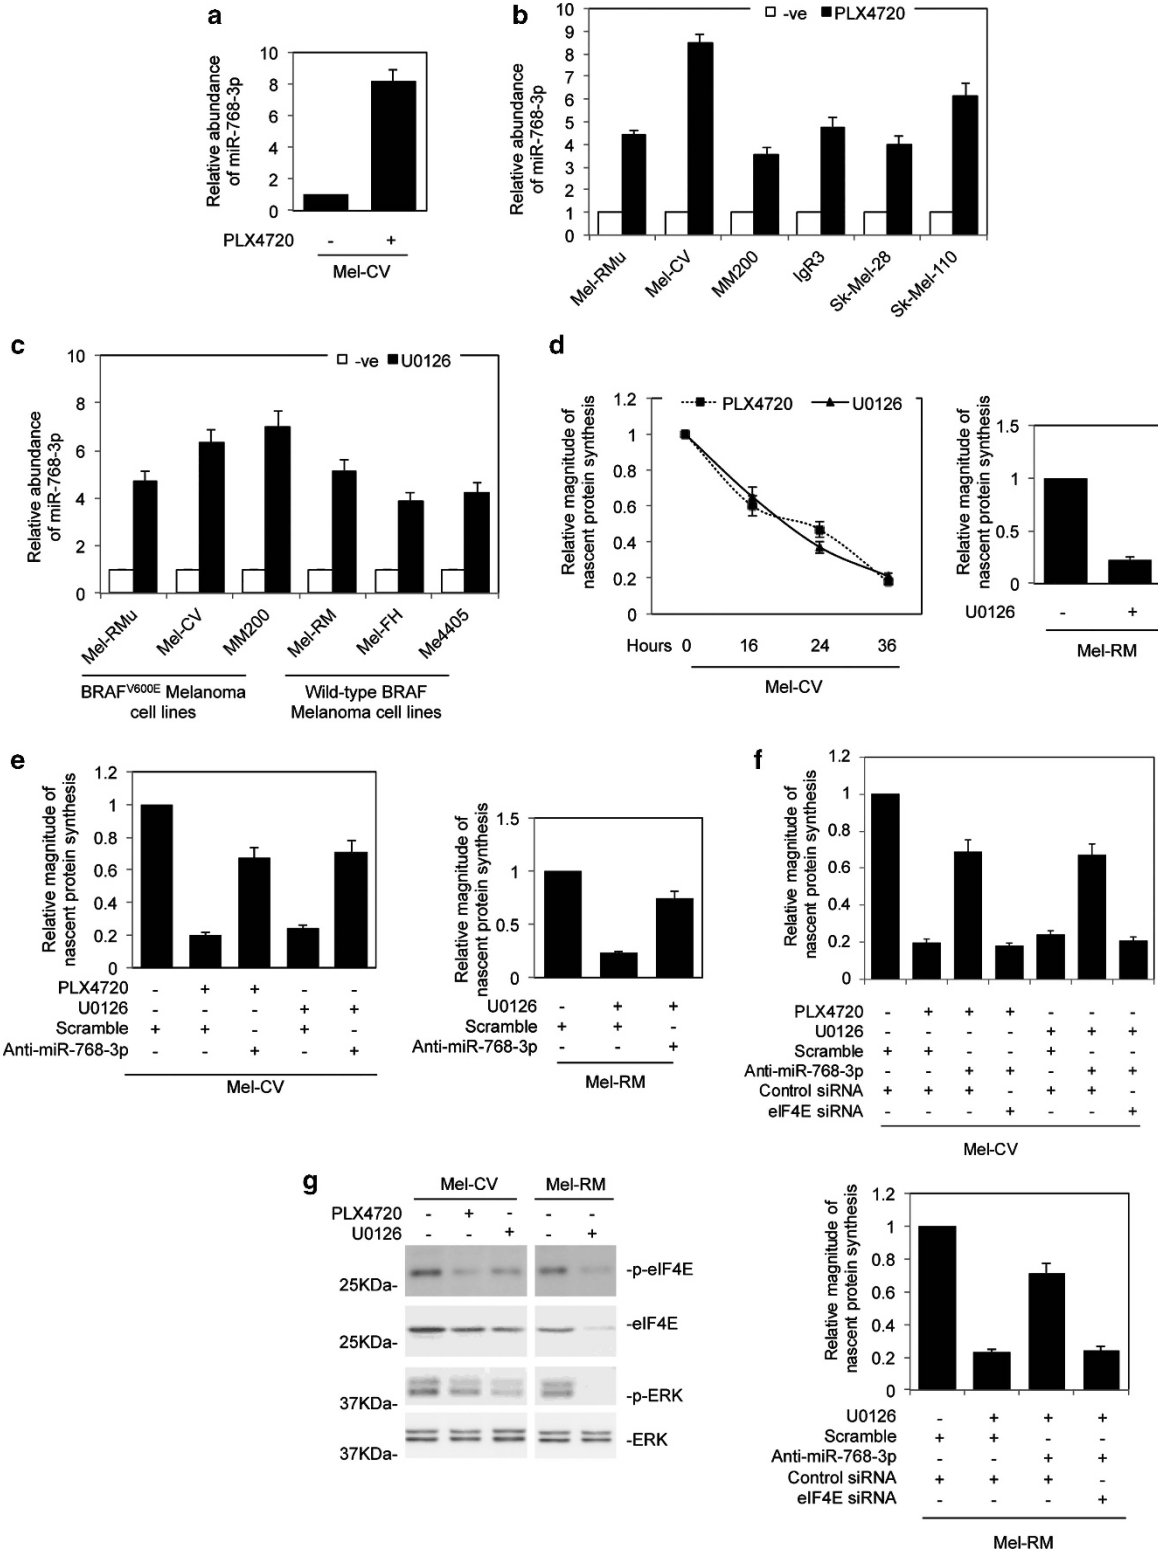 a
Relative abundance
of miR-768-3p
10
8
6
4
2
0
PLX4720 - +
Mel-CV
b
Relative abundance
of miR-768-3p
-ve PLX4720
10
9
8
7
6
5
4
3
2
1
0
Mel-RMu
Mel-CV
MM200
IgR3
Sk-Mel-28
Sk-Mel-110
c
Relative abundance
of miR-768-3p
-ve U0126
10
8
6
4
2
0
Mel-RMu
Mel-CV
MM200
Mel-RM
Mel-FH
Me4405
BRAFV600E Melanoma
cell lines
Wild-type BRAF
Melanoma cell lines
d
Relative magnitude of
nascent protein synthesis
PLX4720 U0126
1.2
1
0.8
0.6
0.4
0.2
0
Hours 0 16 24 36
Mel-CV
Relative magnitude of
nascent protein synthesis
1.5
1
0.5
0
U0126 - +
Mel-RM
e
Relative magnitude of
nascent protein synthesis
1.2
1
0.8
0.6
0.4
0.2
0
PLX4720 - + + - -
U0126 - - - + +
Scramble + + - + -
Anti-miR-768-3p - - + - +
Mel-CV
Relative magnitude of
nascent protein synthesis
1.5
1
0.5
0
U0126 - + +
Scramble + + -
Anti-miR-768-3p - - +
Mel-RM
f
Relative magnitude of
nascent protein synthesis
1.2
1
0.8
0.6
0.4
0.2
0
PLX4720 - + + + - - -
U0126 - - - - + + +
Scramble + + - - + - -
Anti-miR-768-3p - - + + - + +
Control siRNA + + + - + + -
eIF4E siRNA - - - + - - +
Mel-CV
Relative magnitude of
nascent protein synthesis
1.2
1
0.8
0.6
0.4
0.2
0
U0126 - + + +
Scramble + + - -
Anti-miR-768-3p - - + +
Control siRNA + + + -
eIF4E siRNA - - - +
Mel-RM
g
Mel-CV Mel-RM
PLX4720 - + - - -
U0126 - - + - +
25KDa- -p-eIF4E
25KDa- -eIF4E
37KDa- -p-ERK
37KDa- -ERK